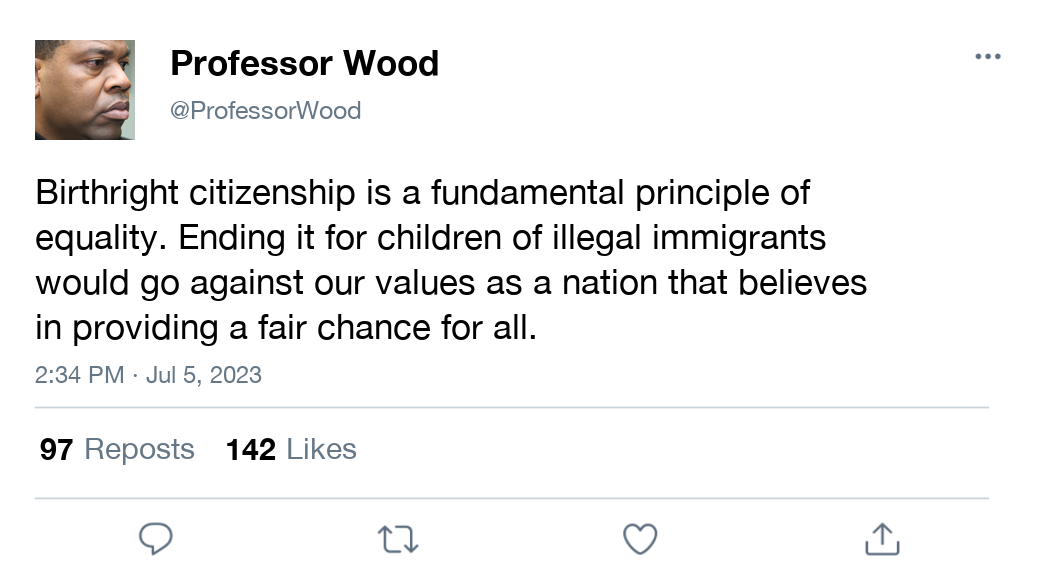 Professor Wood
@ProfessorWood
Birthright citizenship is a fundamental principle of
equality. Ending it for children of illegal immigrants
would go against our values as a nation that believes
in providing a fair chance for all.
2:34 PM · Jul 5, 2023
97 Reposts 142 Likes